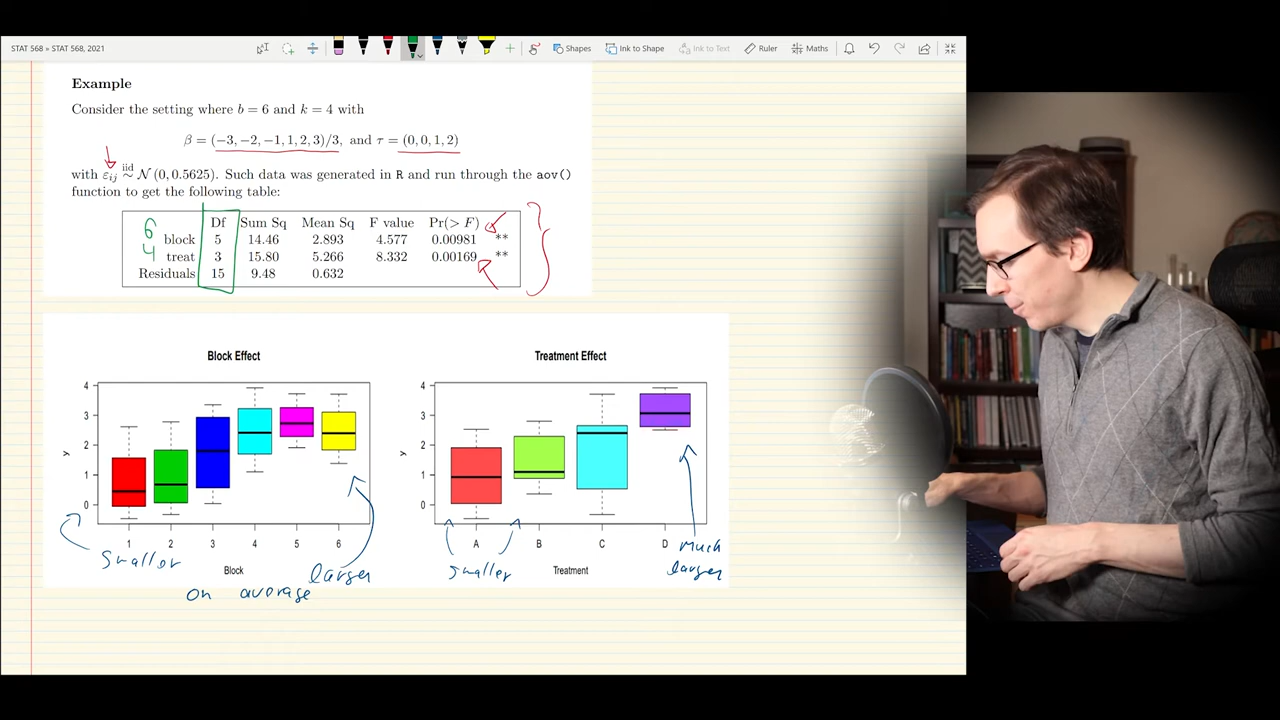 STAT 568 » STAT 568, 2021
Shapes
Ink to Shape
Ink to Text
Ruler
Maths
Example
Consider the setting where b = 6 and k = 4 with
β = (−3, −2, −1, 1, 2, 3)/3, and τ = (0, 0, 1, 2)
with εij iid ∼ N (0, 0.5625). Such data was generated in R and run through the aov()
function to get the following table:
Df Sum Sq Mean Sq F value Pr(> F)
6 block 5 14.46 2.893 4.577 0.00981 **
4 treat 3 15.80 5.266 8.332 0.00169 **
Residuals 15 9.48 0.632
Block Effect
4
3
2
1
0
y
1 2 3 4 5 6
Block
smaller
on average
larger
Treatment Effect
4
3
2
1
0
y
A B C D
Treatment
smaller
much
larger